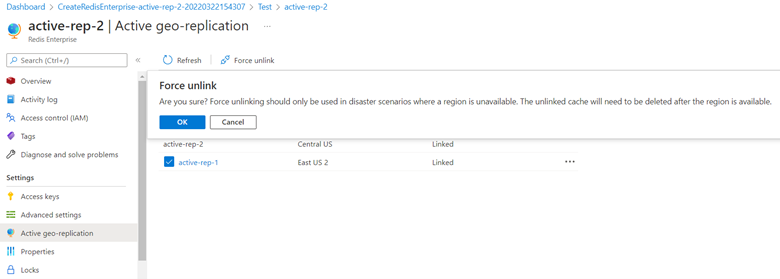 Dashboard > CreateRedisEnterprise-active-rep-2-20220322154307 > Test > active-rep-2
active-rep-2 | Active geo-replication ...
Redis Enterprise
Search (Ctrl+/) «
Refresh Force unlink
Overview
Activity log
Access control (IAM)
Tags
Diagnose and solve problems
Settings
Access keys
Advanced settings
Active geo-replication
Properties
Locks
Force unlink
Are you sure? Force unlinking should only be used in disaster scenarios where a region is unavailable. The unlinked cache will need to be deleted after the region is available.
OK Cancel
active-rep-2 Central US Linked
active-rep-1 East US 2 Linked ...